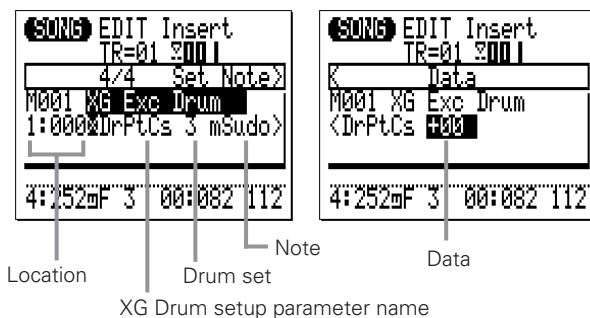 SONG EDIT Insert
TR=01 001
4/4 Set Note>
M001 XG Exc Drum
1:000 DrPtCs 3 mSudo>
4:252 F 3 00:082 112
SONG EDIT Insert
TR=01 001
< Data
M001 XG Exc Drum
<DrPtCs +00
4:252 F 3 00:082 112
Location
Drum set
Note
XG Drum setup parameter name
Data